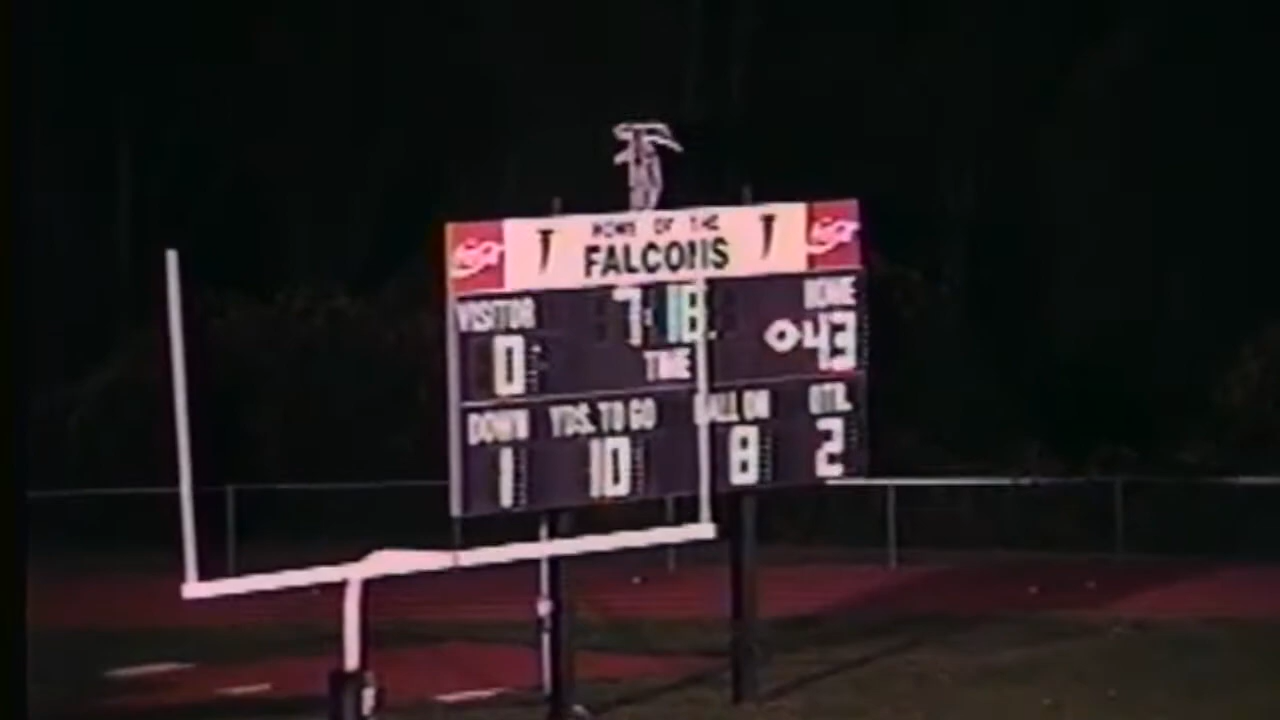 HOME OF THE
FALCONS
VISITOR 7:18 HOME
0 TIME 43
DOWN YDS. TO GO BALL ON QTR.
1 10 8 2